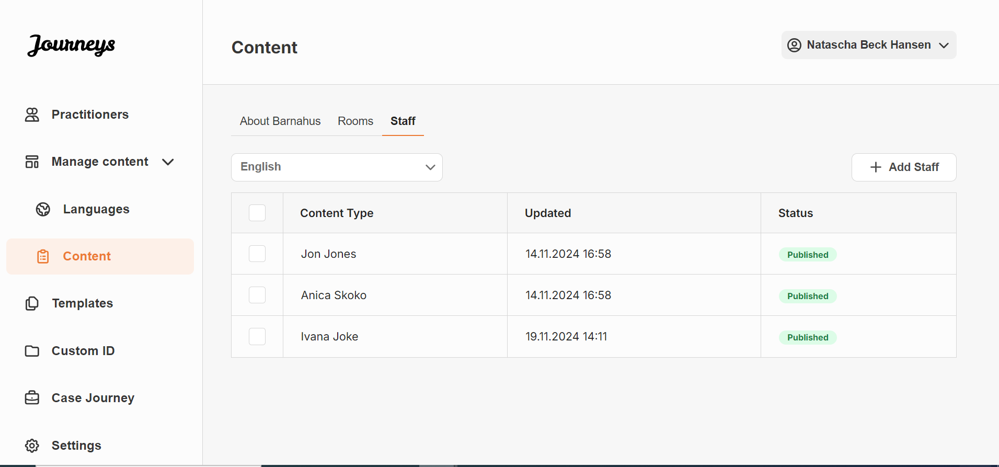 Journeys
Content
Natascha Beck Hansen
Practitioners
Manage content
Languages
Content
Templates
Custom ID
Case Journey
Settings
About Barnahus Rooms Staff
English
Add Staff
Content Type Updated Status
Jon Jones 14.11.2024 16:58 Published
Anica Skoko 14.11.2024 16:58 Published
Ivana Joke 19.11.2024 14:11 Published